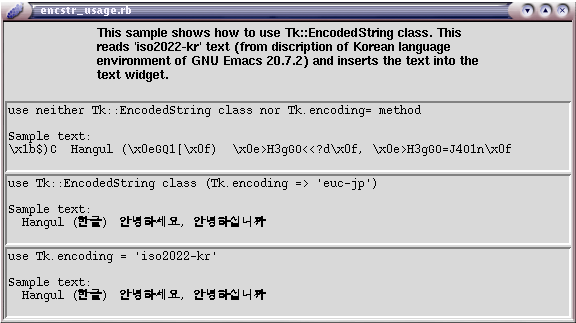 encstr_usage.rb
This sample shows how to use Tk::EncodedString class. This
reads 'iso2022-kr' text (from discription of Korean language
environment of GNU Emacs 20.7.2) and inserts the text into the
text widget.
use neither Tk::EncodedString class nor Tk.encoding= method
Sample text:
\x1b$)C  Hangul (\x0eGQ1[\x0f)  \x0e>H3gG0<<?d\x0f, \x0e>H3gG0=J401n\x0f
use Tk::EncodedString class (Tk.encoding => 'euc-jp')
Sample text:
Hangul (한글)  안녕하세요, 안녕하십니까
use Tk.encoding = 'iso2022-kr'
Sample text:
Hangul (한글)  안녕하세요, 안녕하십니까